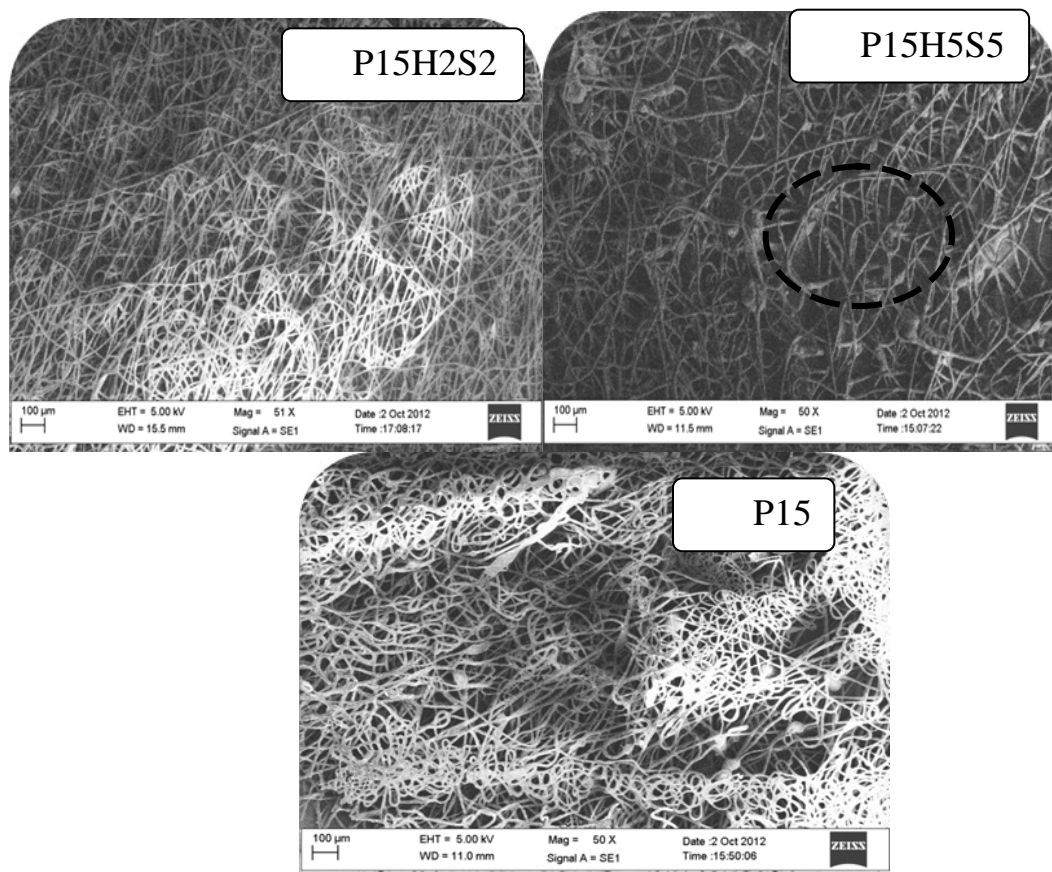 P15H2S2
100 µm
EHT = 5.00 kV
Mag = 51 X
Date :2 Oct 2012
WD = 15.5 mm
Signal A = SE1
Time :17:08:17
ZEISS
P15H5S5
100 µm
EHT = 5.00 kV
Mag = 50 X
Date :2 Oct 2012
WD = 11.5 mm
Signal A = SE1
Time :15:07:22
ZEISS
P15
100 µm
EHT = 5.00 kV
Mag = 50 X
Date :2 Oct 2012
WD = 11.0 mm
Signal A = SE1
Time :15:50:06
ZEISS